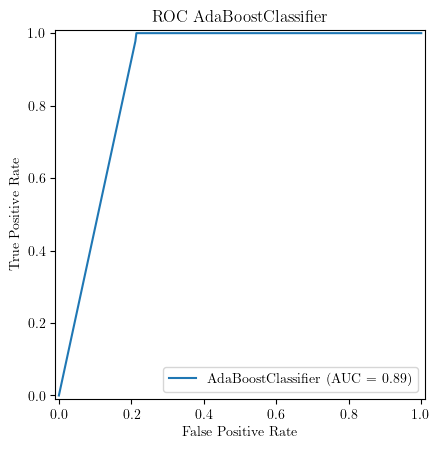 ROC AdaBoostClassifier
1.0
0.8
0.6
0.4
0.2
0.0
True Positive Rate
AdaBoostClassifier (AUC = 0.89)
0.0 0.2 0.4 0.6 0.8 1.0
False Positive Rate